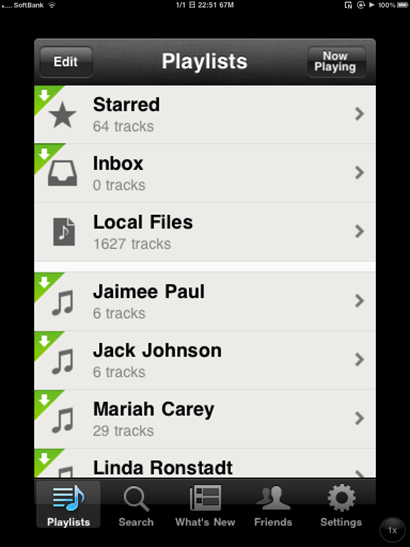 SoftBank 1/1 日 22:51 67M 100%
Edit Playlists Now Playing
Starred
64 tracks
Inbox
0 tracks
Local Files
1627 tracks
Jaimee Paul
6 tracks
Jack Johnson
6 tracks
Mariah Carey
29 tracks
Linda Ronstadt
Playlists Search What's New Friends Settings
1x